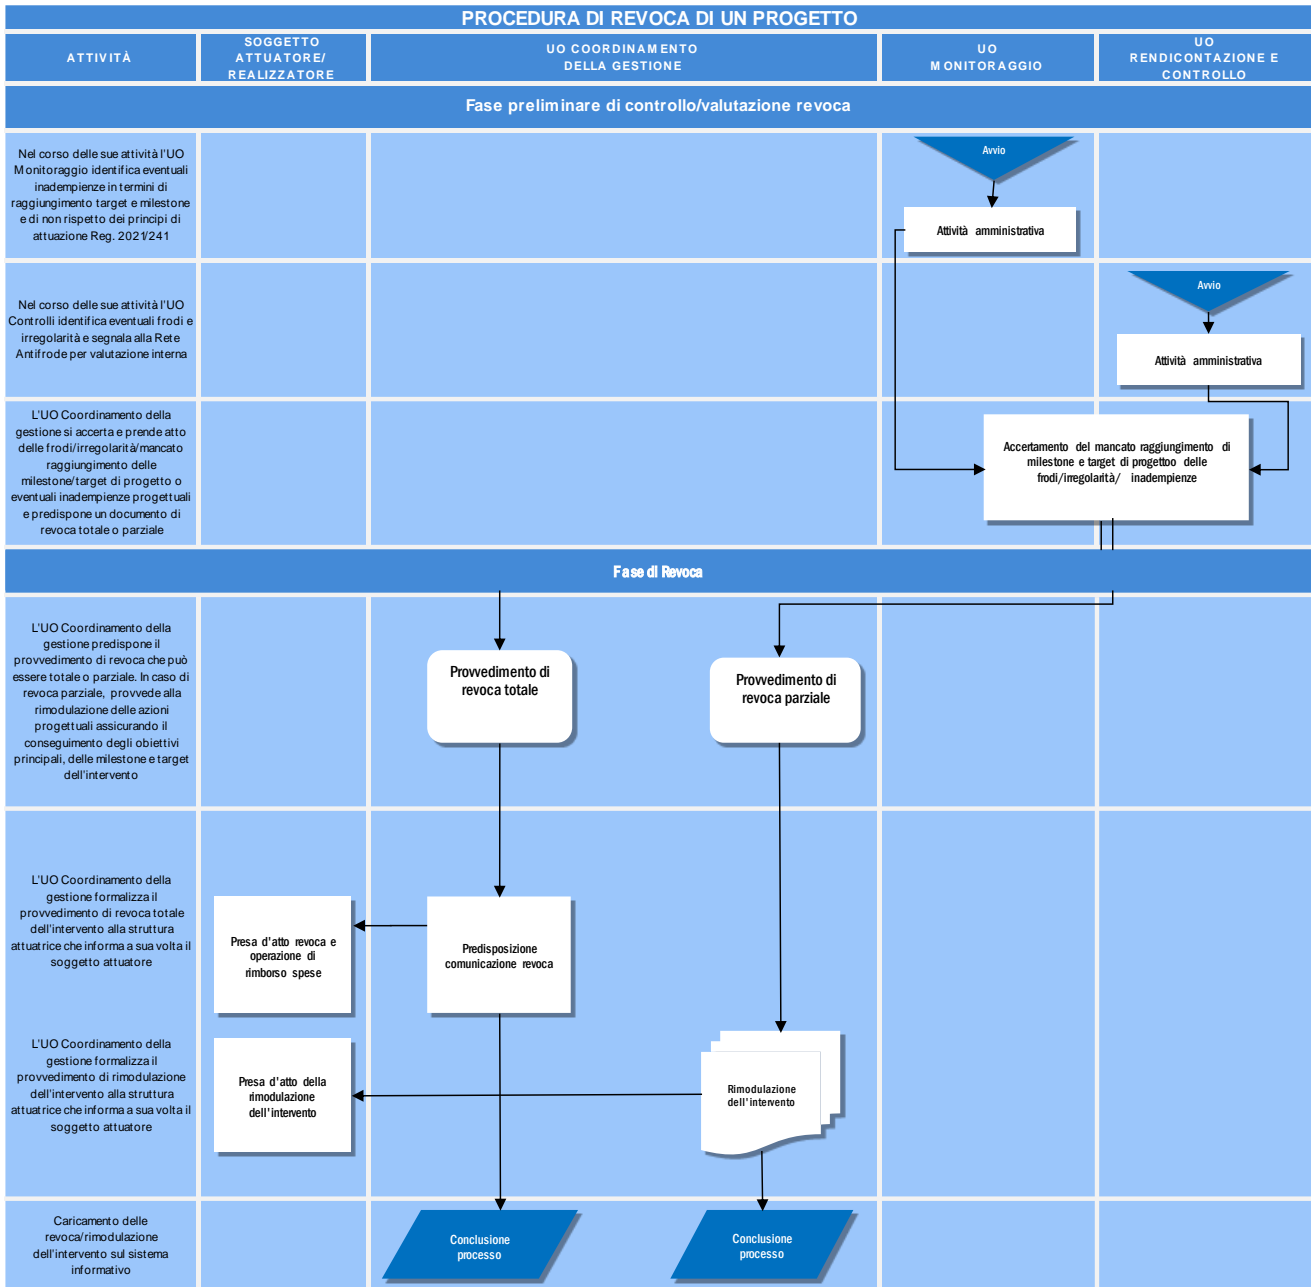 PROCEDURA DI REVOCA DI UN PROGETTO
ATTIVITÀ
SOGGETTO
ATTUATORE/
REALIZZATORE
UO COORDINAMENTO
DELLA GESTIONE
UO
MONITORAGGIO
UO
RENDICONTAZIONE E
CONTROLLO
Fase preliminare di controllo/valutazione revoca
Nel corso delle sue attività l'UO
Monitoraggio identifica eventuali
inadempienze in termini di
raggiungimento target e milestone
e di non rispetto dei principi di
attuazione Reg. 2021/241
Avvio
Attività amministrativa
Nel corso delle sue attività l'UO
Controlli identifica eventuali frodi e
irregolarità e segnala alla Rete
Antifrode per valutazione interna
Avvio
Attività amministrativa
L'UO Coordinamento della
gestione si accerta e prende atto
delle frodi/irregolarità/mancato
raggiungimento delle
milestone/target di progetto o
eventuali inadempienze progettuali
e predispone un documento di
revoca totale o parziale
Accertamento del mancato raggiungimento di
milestone e target di progettoo delle
frodi/irregolarità/ inadempienze
Fase di Revoca
L'UO Coordinamento della
gestione predispone il
provvedimento di revoca che può
essere totale o parziale. In caso di
revoca parziale, provvede alla
rimodulazione delle azioni
progettuali assicurando il
conseguimento degli obiettivi
principali, delle milestone e target
dell'intervento
Provvedimento di
revoca totale
Provvedimento di
revoca parziale
L'UO Coordinamento della
gestione formalizza il
provvedimento di revoca totale
dell'intervento alla struttura
attuatrice che informa a sua volta il
soggetto attuatore
Presa d'atto revoca e
operazione di
rimborso spese
Predisposizione
comunicazione revoca
L'UO Coordinamento della
gestione formalizza il
provvedimento di rimodulazione
dell'intervento alla struttura
attuatrice che informa a sua volta il
soggetto attuatore
Presa d'atto della
rimodulazione
dell'intervento
Rimodulazione
dell'intervento
Caricamento delle
revoca/rimodulazione
dell'intervento sul sistema
informativo
Conclusione
processo
Conclusione
processo